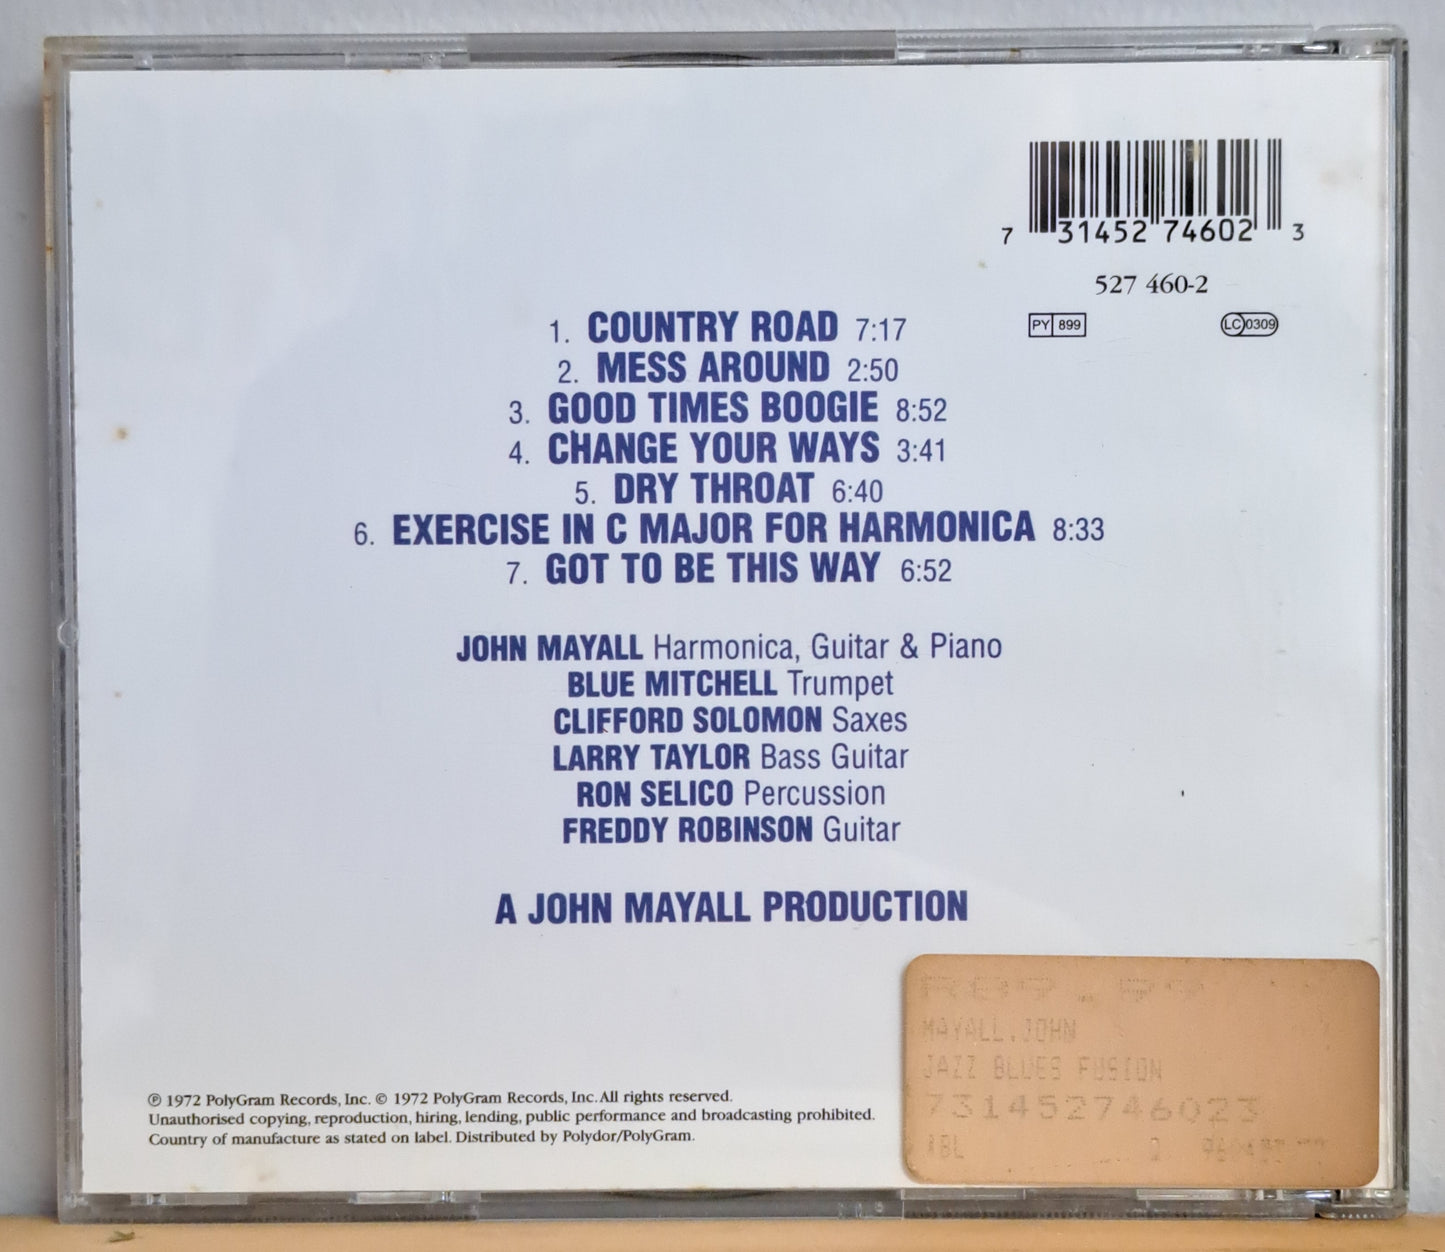 7 31452 74602 3
527 460-2
PY 899
LC 0309
1. COUNTRY ROAD 7:17
2. MESS AROUND 2:50
3. GOOD TIMES BOOGIE 8:52
4. CHANGE YOUR WAYS 3:41
5. DRY THROAT 6:40
6. EXERCISE IN C MAJOR FOR HARMONICA 8:33
7. GOT TO BE THIS WAY 6:52
JOHN MAYALL Harmonica, Guitar & Piano
BLUE MITCHELL Trumpet
CLIFFORD SOLOMON Saxes
LARRY TAYLOR Bass Guitar
RON SELICO Percussion
FREDDY ROBINSON Guitar
A JOHN MAYALL PRODUCTION
℗ 1972 PolyGram Records, Inc. © 1972 PolyGram Records, Inc. All rights reserved.
Unauthorised copying, reproduction, hiring, lending, public performance and broadcasting prohibited.
Country of manufacture as stated on label. Distributed by Polydor/PolyGram.
MAYALL.JOHN
JAZZ BLUES FUSION
731452746023